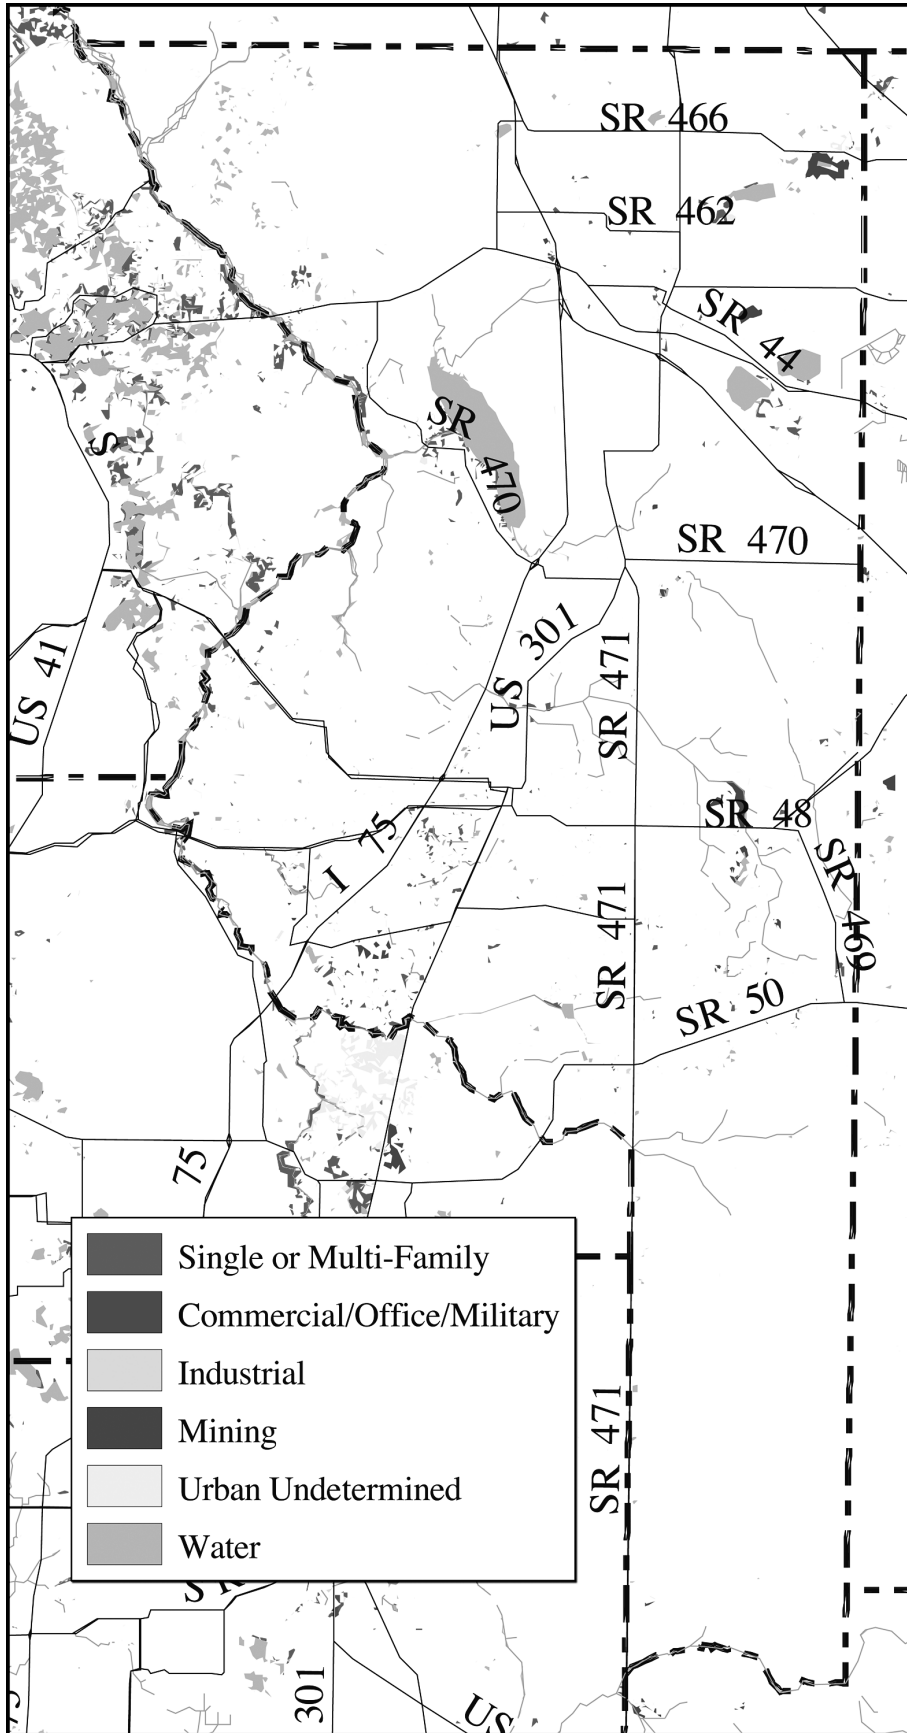 SR 466
SR 462
SR 44
SR 470
S
SR 470
US 301
SR 471
US 41
I 75
SR 48
SR 469
SR 471
SR 50
75
Single or Multi-Family
Commercial/Office/Military
Industrial
Mining
Urban Undetermined
Water
SR 471
SR
301
US